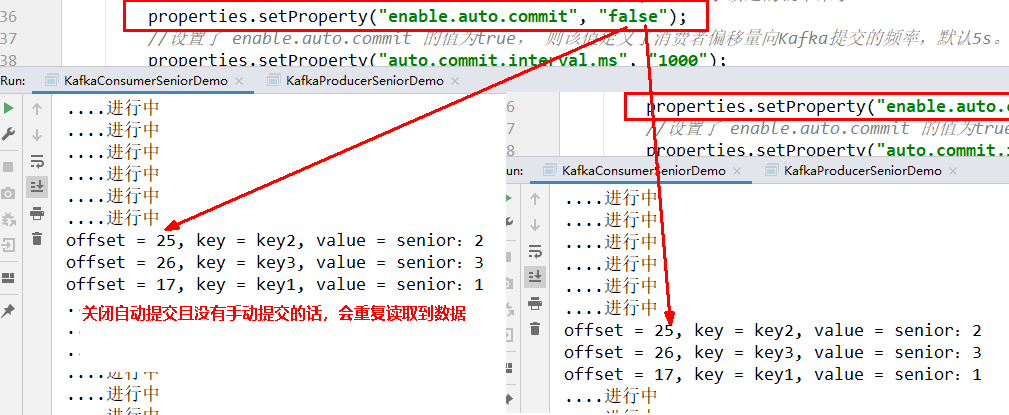 36
properties.setProperty("enable.auto.commit", "false");
37
//设置了 enable.auto.commit 的值为true， 则该值定义了消费者偏移量向Kafka提交的频率，默认5s。
38
properties.setProperty("auto.commit.interval.ms", "1000");
Run: KafkaConsumerSeniorDemo × KafkaProducerSeniorDemo ×
....进行中
....进行中
....进行中
....进行中
....进行中
....进行中
offset = 25, key = key2, value = senior：2
offset = 26, key = key3, value = senior：3
offset = 17, key = key1, value = senior：1
关闭自动提交且没有手动提交的话，会重复读取到数据
....进行中
....进行中
6
properties.setProperty("enable.auto.
7
//设置了 enable.auto.commit 的值为true
8
properties.setProperty("auto.commit.i
un: KafkaConsumerSeniorDemo × KafkaProducerSeniorDemo ×
....进行中
....进行中
....进行中
....进行中
....进行中
....进行中
offset = 25, key = key2, value = senior：2
offset = 26, key = key3, value = senior：3
offset = 17, key = key1, value = senior：1
....进行中